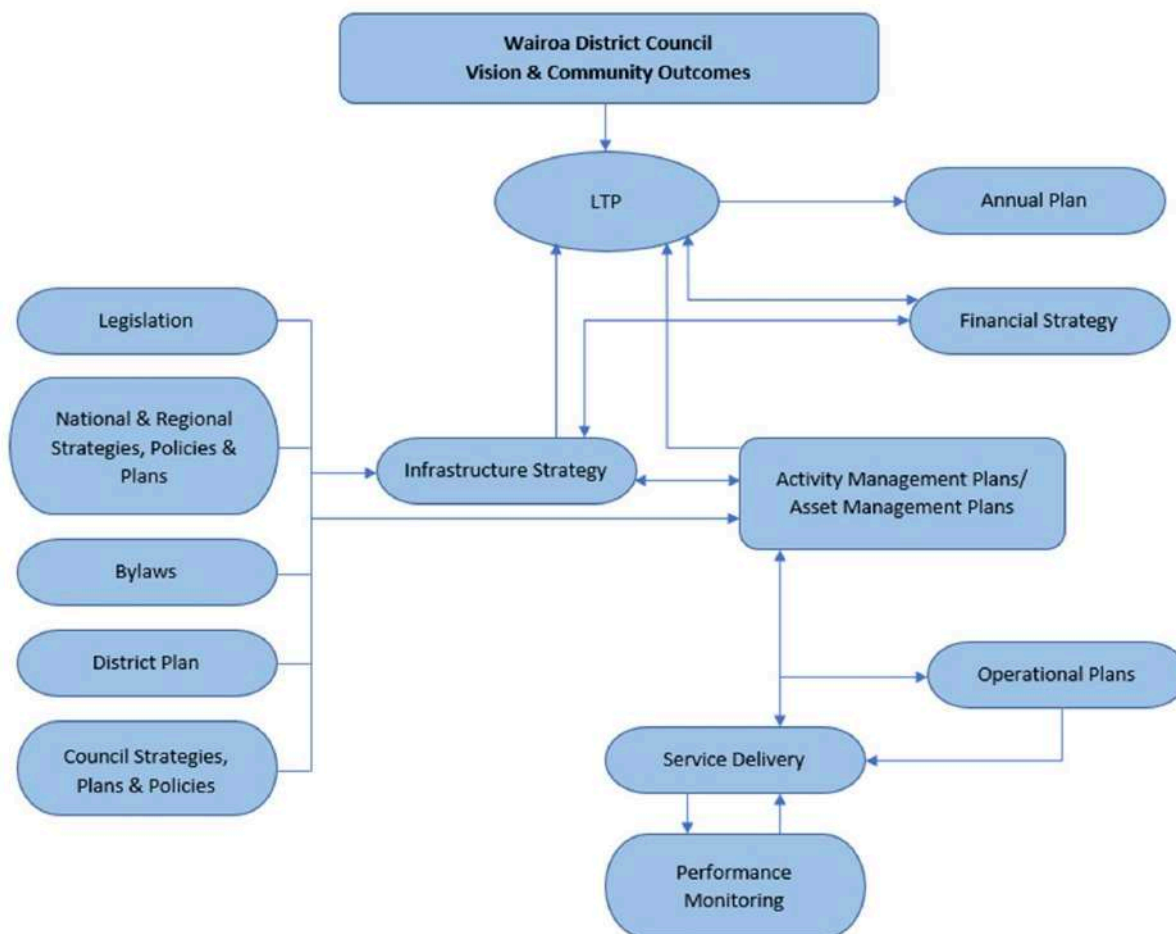 Wairoa District Council
Vision & Community Outcomes
LTP
Annual Plan
Legislation
Financial Strategy
National & Regional
Strategies, Policies &
Plans
Infrastructure Strategy
Activity Management Plans/
Asset Management Plans
Bylaws
District Plan
Operational Plans
Council Strategies,
Plans & Policies
Service Delivery
Performance
Monitoring